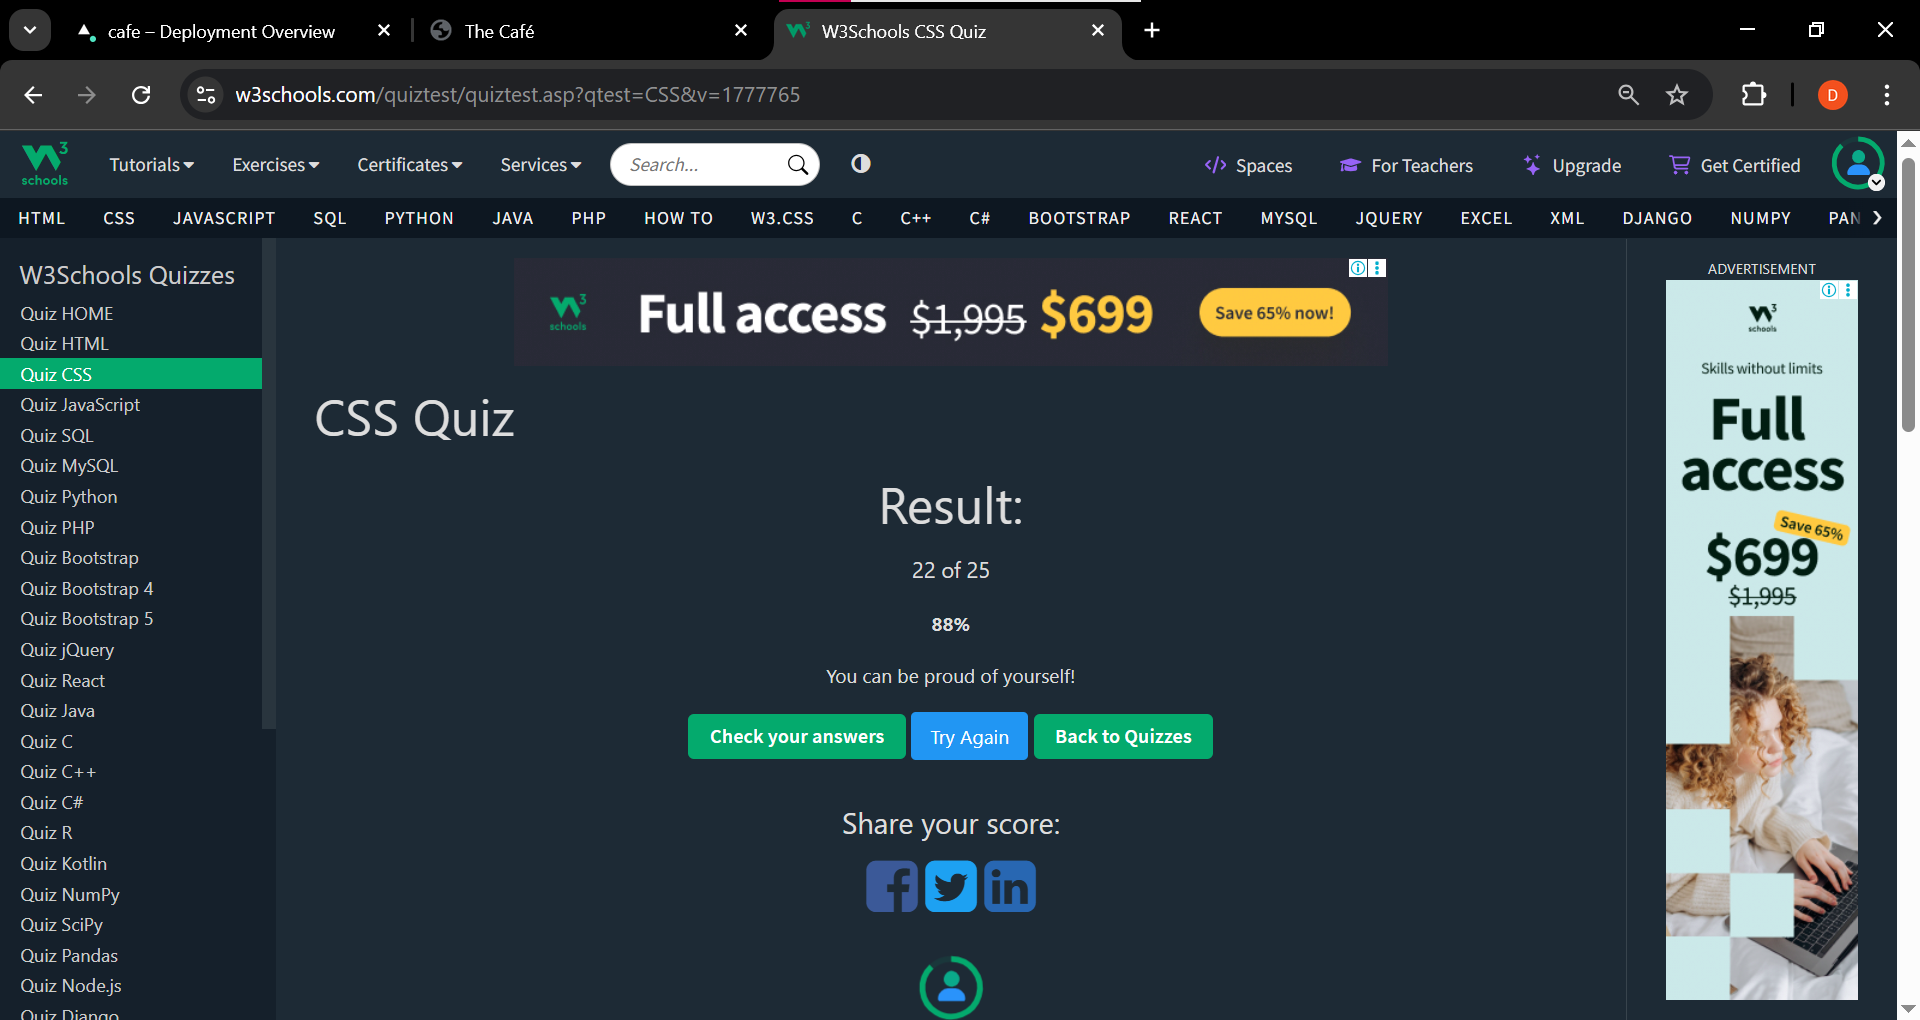 cafe – Deployment Overview
The Café
W3Schools CSS Quiz
w3schools.com/quiztest/quiztest.asp?qtest=CSS&v=1777765
D
3
schools
Tutorials
Exercises
Certificates
Services
Search...
Spaces
For Teachers
Upgrade
Get Certified
HTML CSS JAVASCRIPT SQL PYTHON JAVA PHP HOW TO W3.CSS C C++ C# BOOTSTRAP REACT MYSQL JQUERY EXCEL XML DJANGO NUMPY PAN
W3Schools Quizzes
Quiz HOME
Quiz HTML
Quiz CSS
Quiz JavaScript
Quiz SQL
Quiz MySQL
Quiz Python
Quiz PHP
Quiz Bootstrap
Quiz Bootstrap 4
Quiz Bootstrap 5
Quiz jQuery
Quiz React
Quiz Java
Quiz C
Quiz C++
Quiz C#
Quiz R
Quiz Kotlin
Quiz NumPy
Quiz SciPy
Quiz Pandas
Quiz Node.js
Quiz Django
3
schools
Full access $1,995 $699
Save 65% now!
CSS Quiz
Result:
22 of 25
88%
You can be proud of yourself!
Check your answers
Try Again
Back to Quizzes
Share your score:
ADVERTISEMENT
3
schools
Skills without limits
Full
access
Save 65%
$699
$1,995